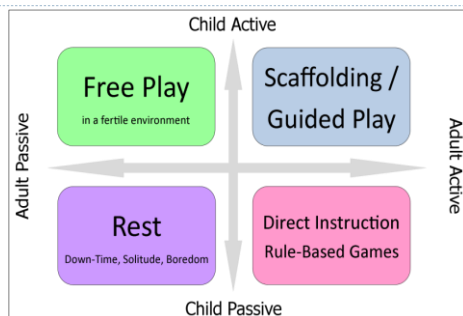 Child Active
Free Play
in a fertile environment
Scaffolding /
Guided Play
Adult Passive
Adult Active
Rest
Down-Time, Solitude, Boredom
Direct Instruction
Rule-Based Games
Child Passive